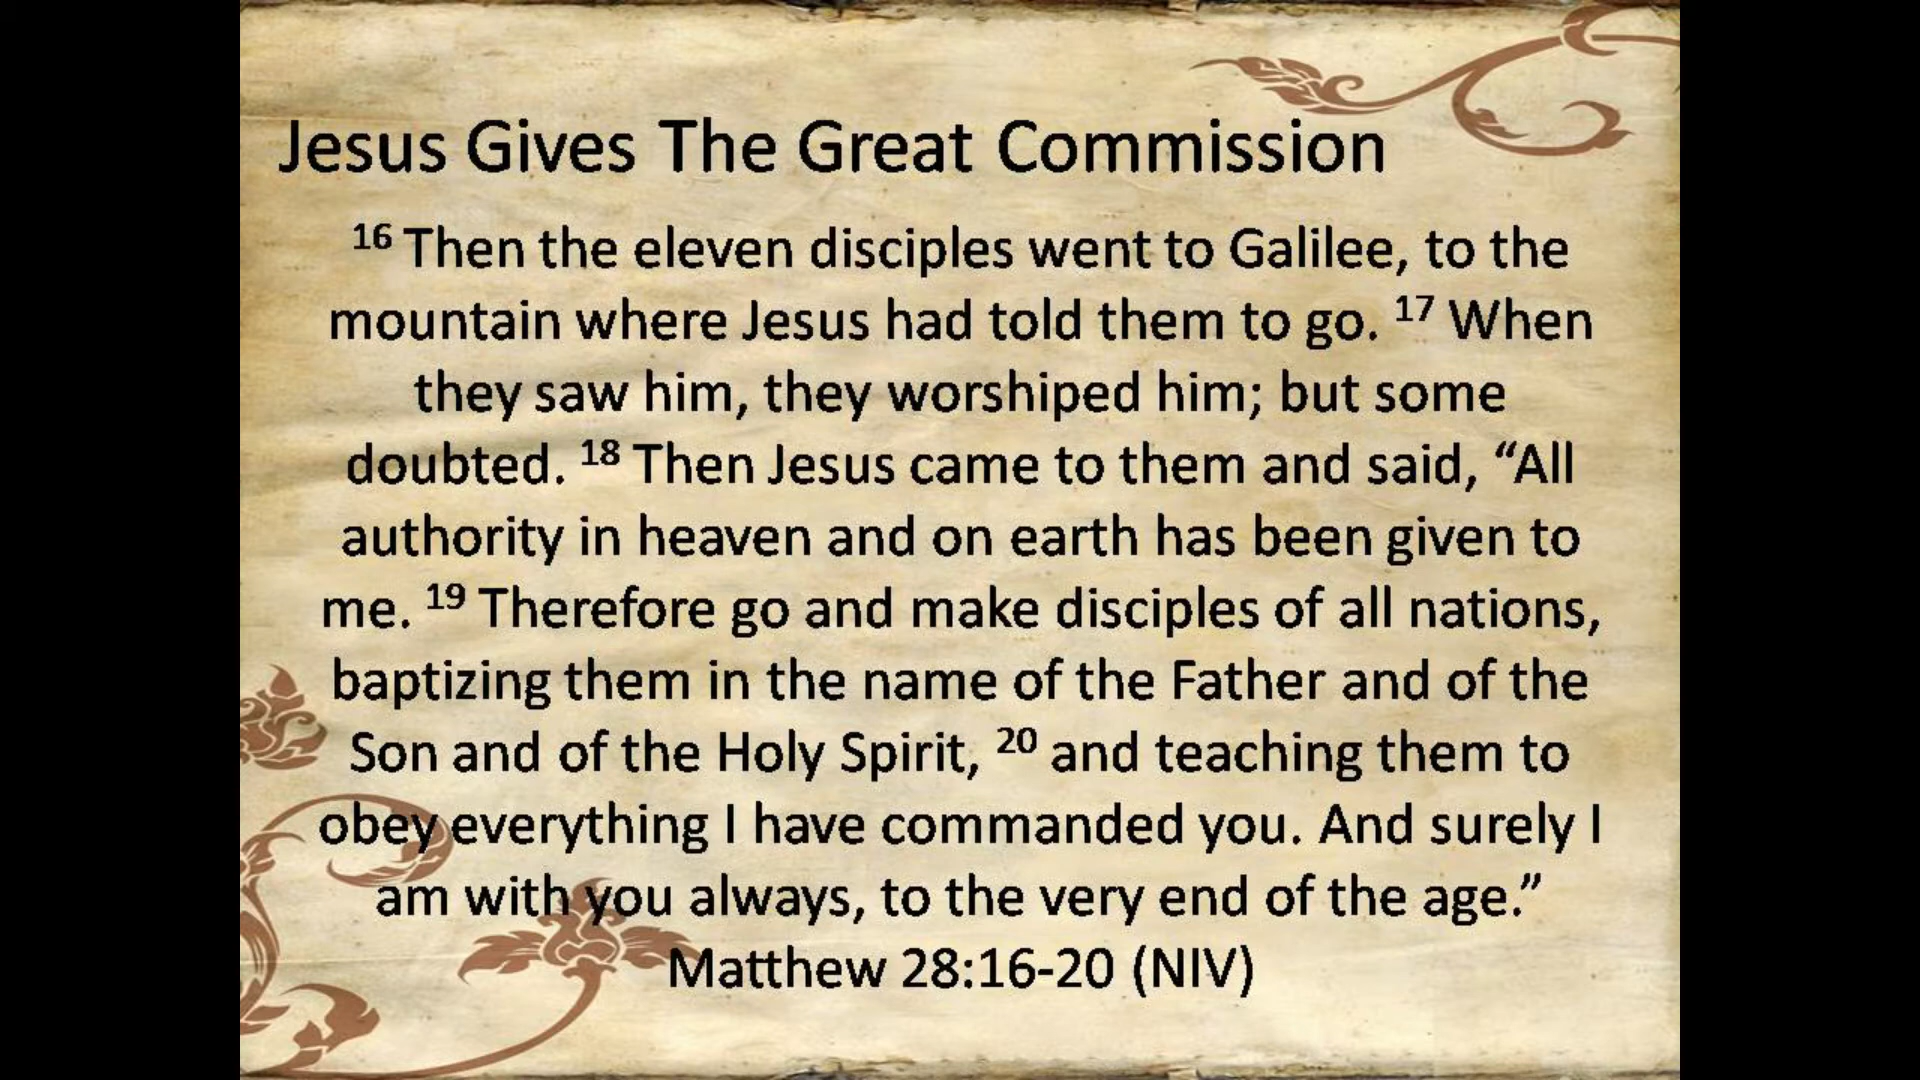 Jesus Gives The Great Commission
16 Then the eleven disciples went to Galilee, to the
mountain where Jesus had told them to go. 17 When
they saw him, they worshiped him; but some
doubted. 18 Then Jesus came to them and said, “All
authority in heaven and on earth has been given to
me. 19 Therefore go and make disciples of all nations,
baptizing them in the name of the Father and of the
Son and of the Holy Spirit, 20 and teaching them to
obey everything I have commanded you. And surely I
am with you always, to the very end of the age.”
Matthew 28:16-20 (NIV)